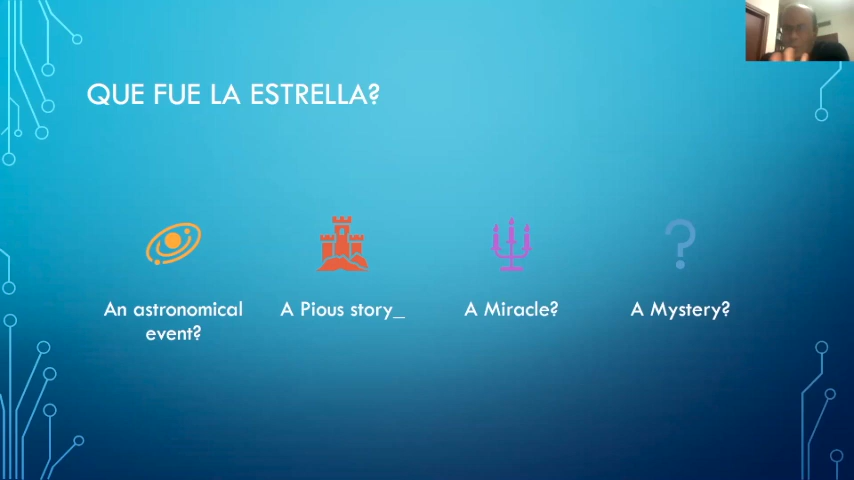 QUE FUE LA ESTRELLA?
An astronomical
event?
A Pious story_
A Miracle?
A Mystery?